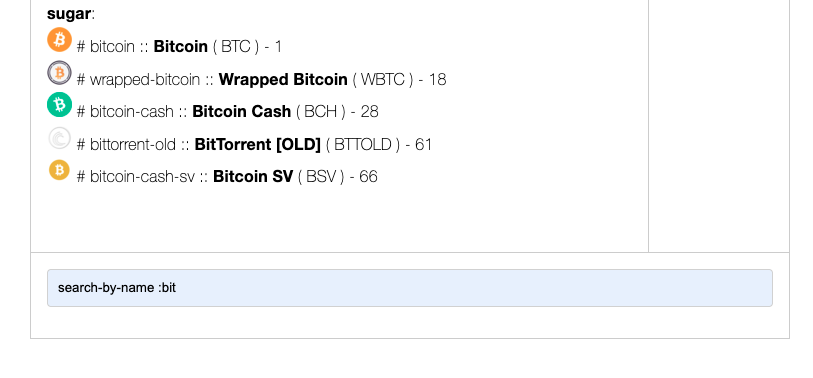 sugar:
# bitcoin :: Bitcoin ( BTC ) - 1
# wrapped-bitcoin :: Wrapped Bitcoin ( WBTC ) - 18
# bitcoin-cash :: Bitcoin Cash ( BCH ) - 28
# bittorrent-old :: BitTorrent [OLD] ( BTTOLD ) - 61
# bitcoin-cash-sv :: Bitcoin SV ( BSV ) - 66
search-by-name :bit